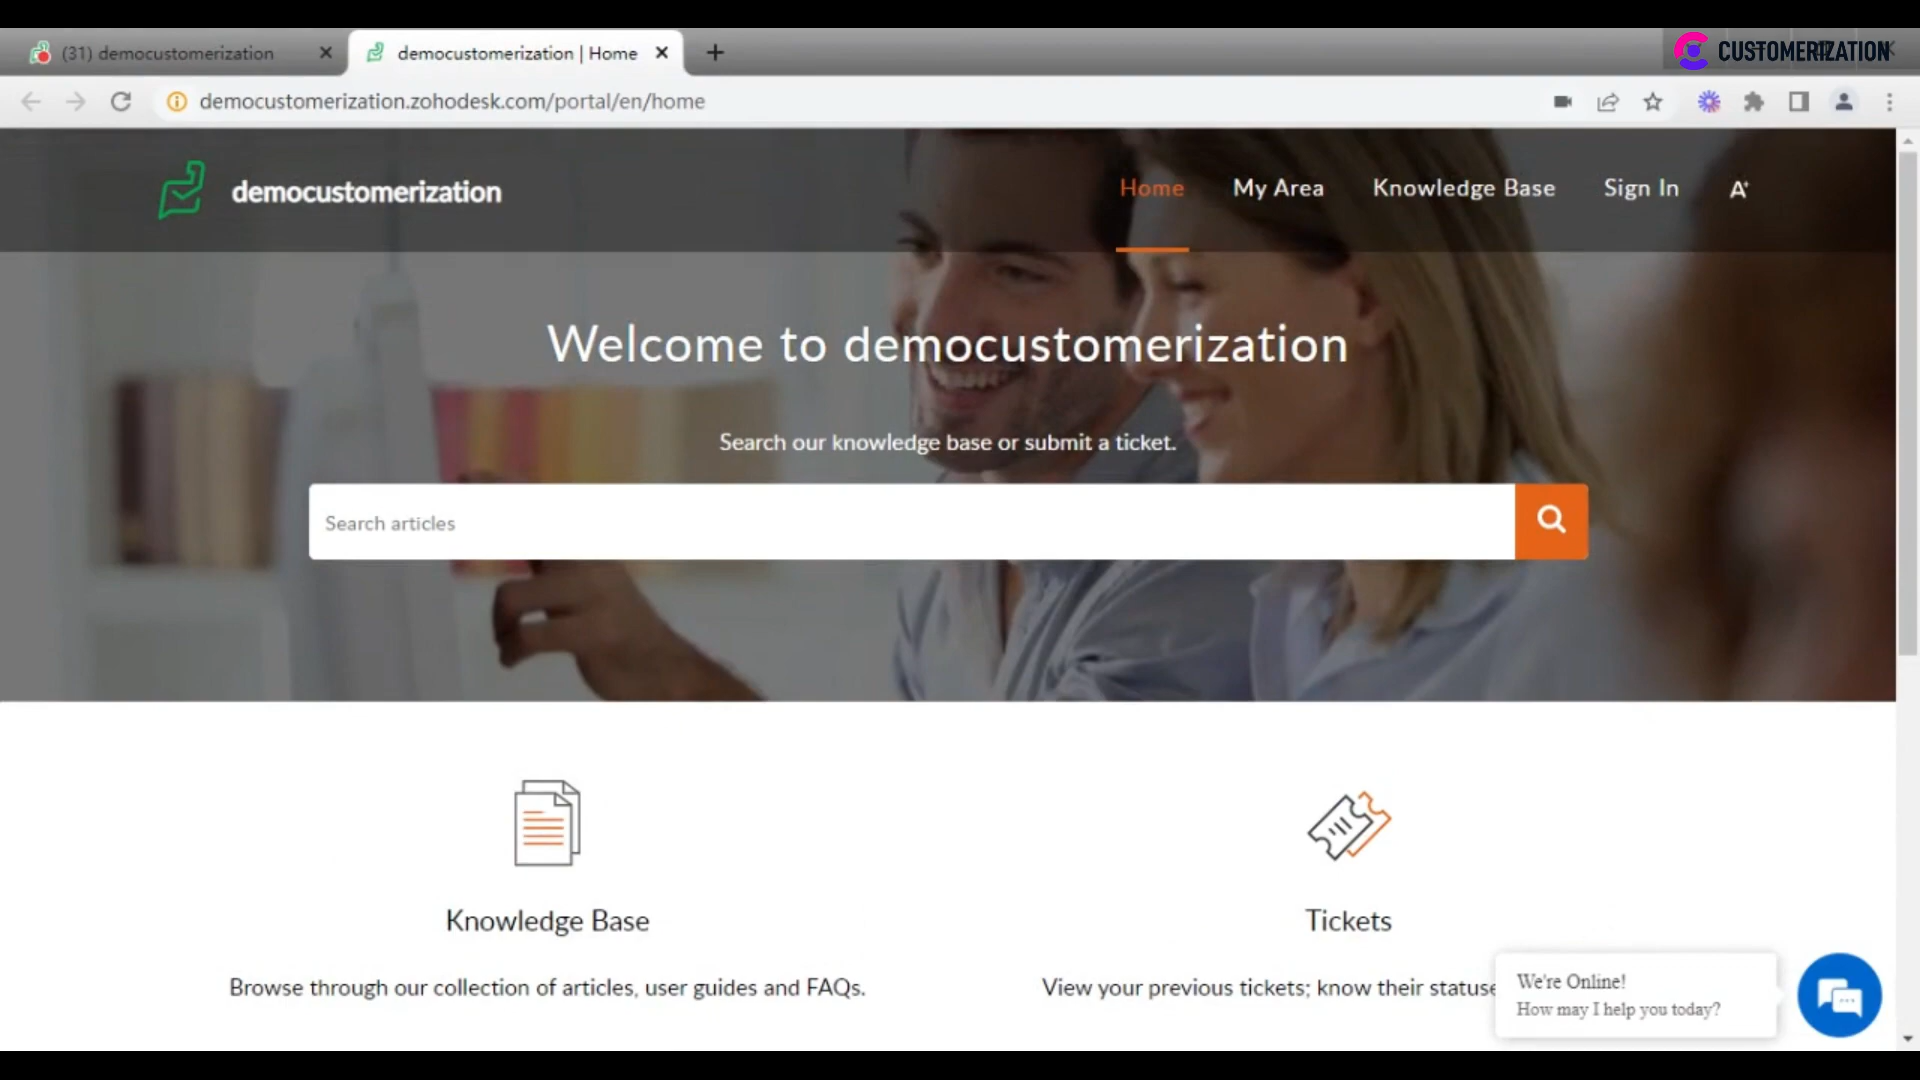 (31) democustomerization
democustomerization | Home
CUSTOMERIZATION
democustomerization.zohodesk.com/portal/en/home
democustomerization
Home
My Area
Knowledge Base
Sign In
A+
Welcome to democustomerization
Search our knowledge base or submit a ticket.
Search articles
Knowledge Base
Tickets
Browse through our collection of articles, user guides and FAQs.
View your previous tickets; know their statuse
We're Online!
How may I help you today?